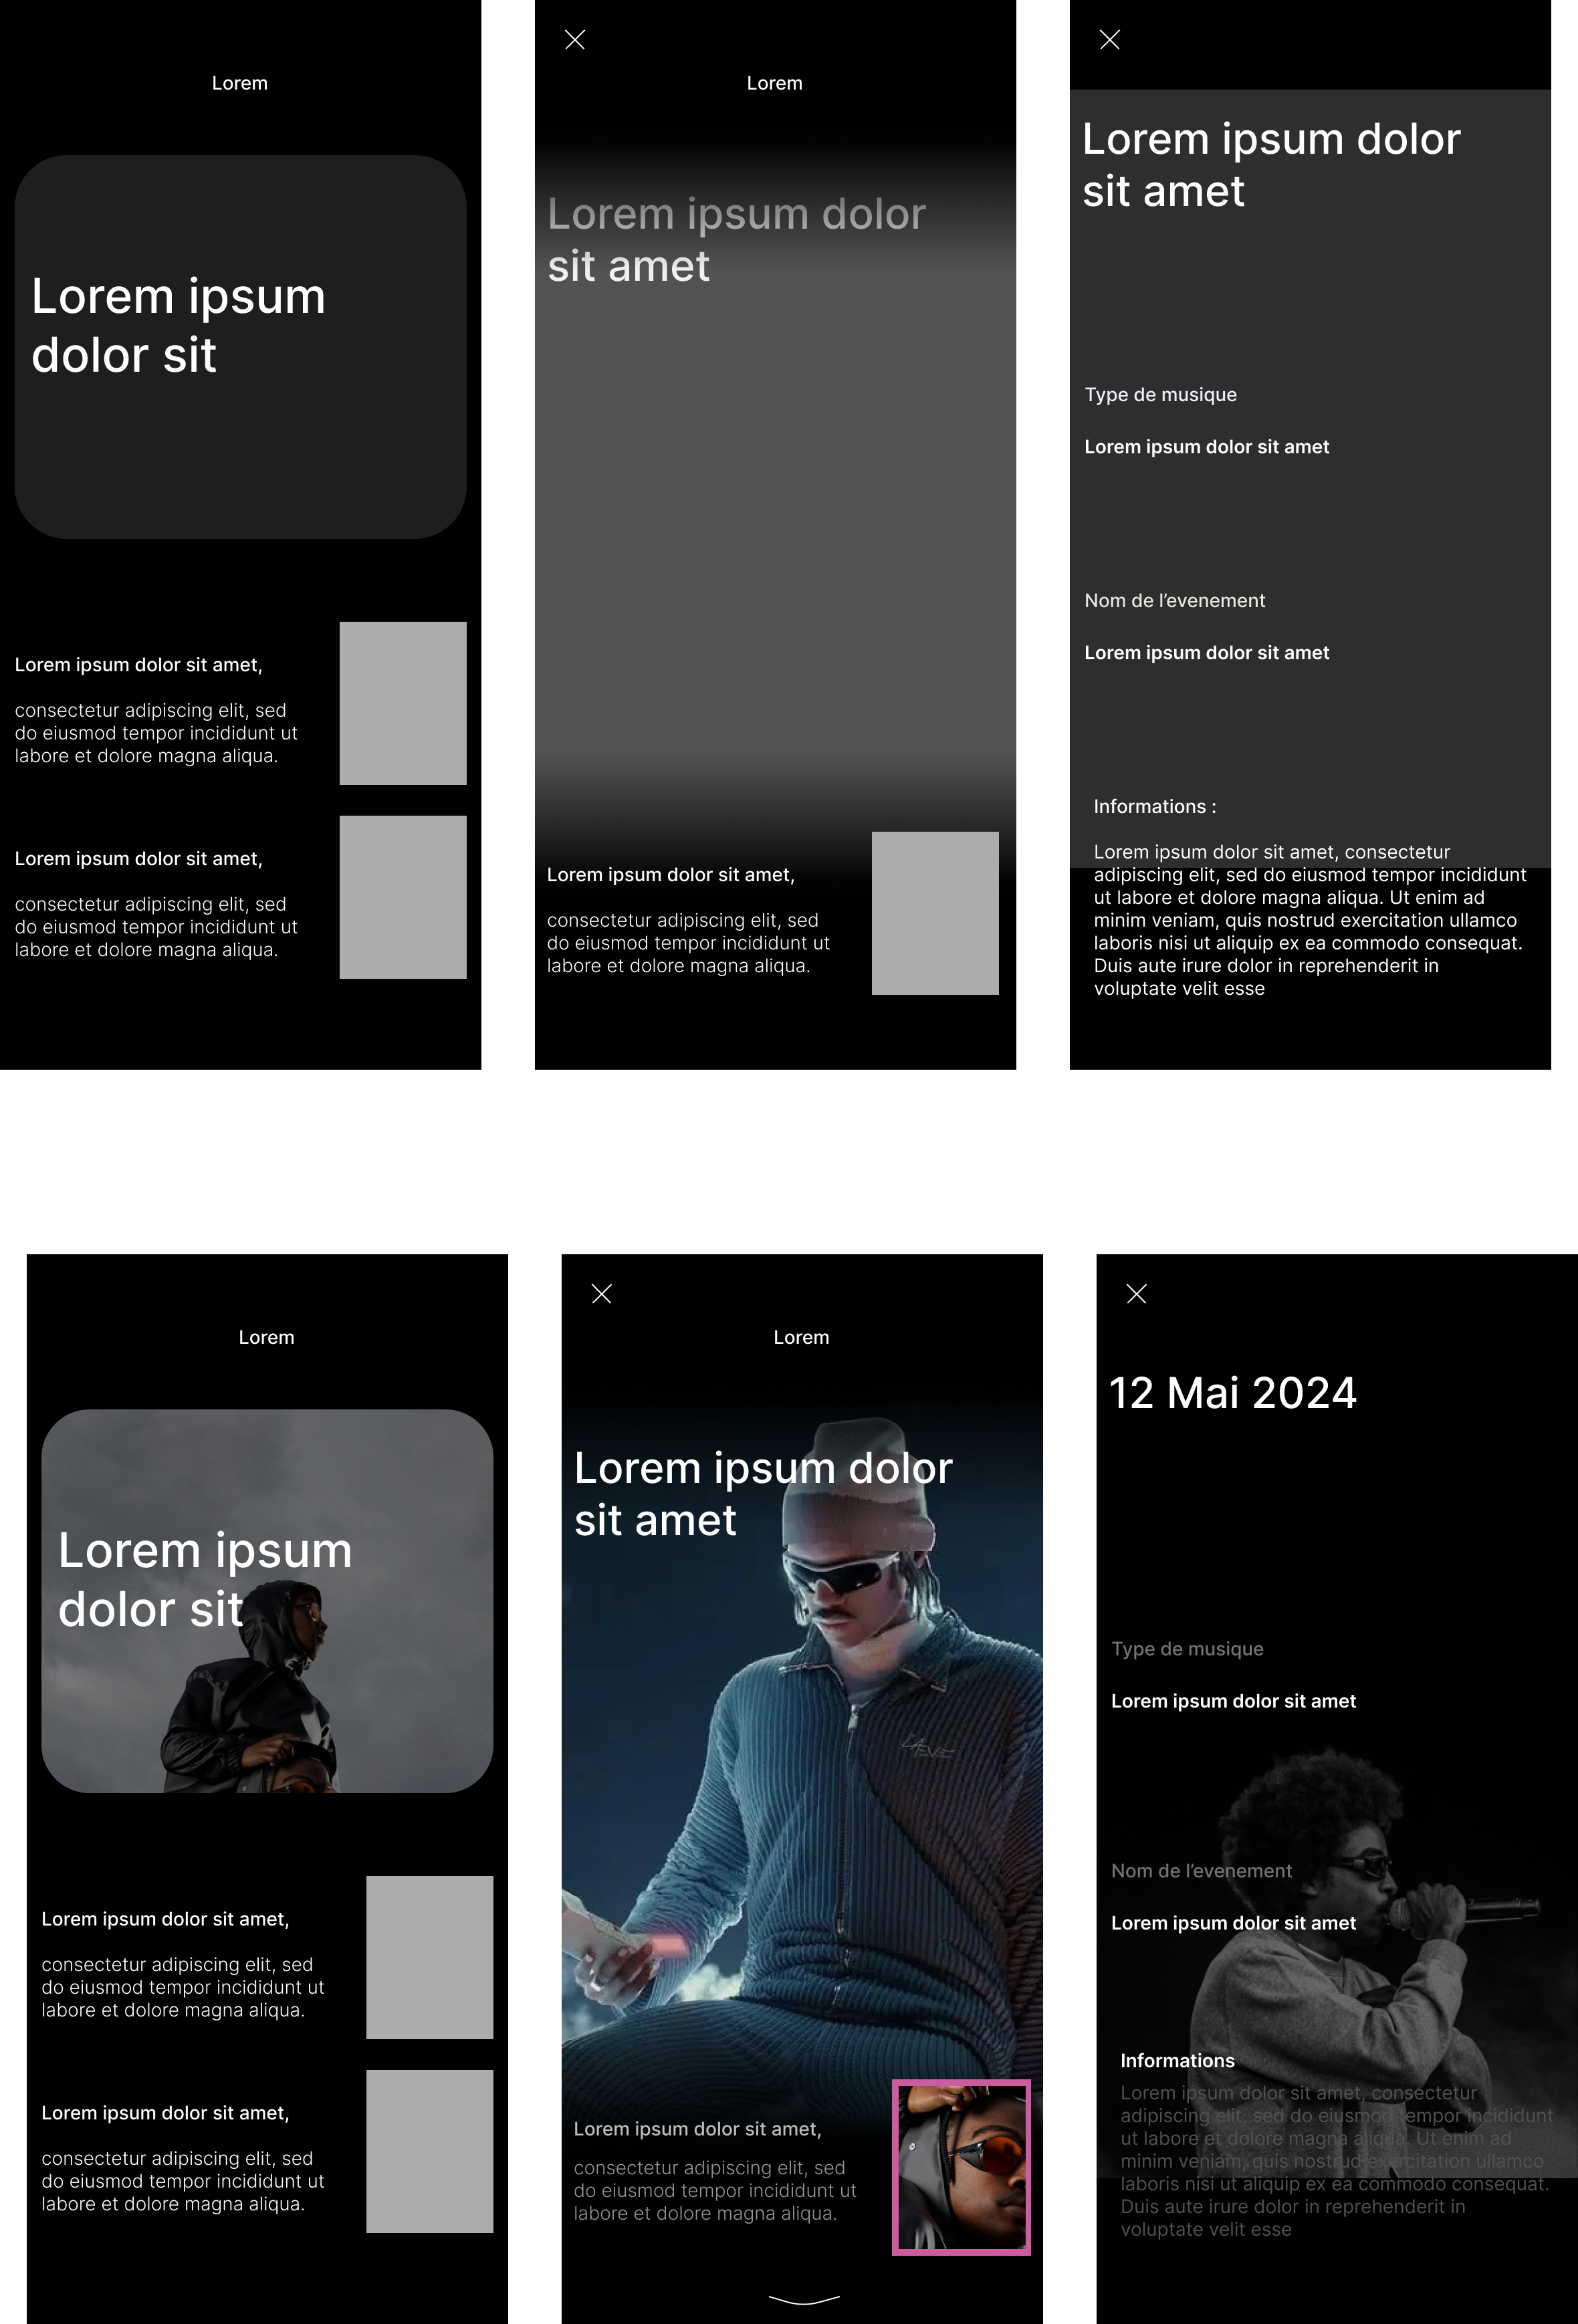 Lorem
Lorem ipsum
dolor sit
Lorem ipsum dolor sit amet,
consectetur adipiscing elit, sed
do eiusmod tempor incididunt ut
labore et dolore magna aliqua.
Lorem ipsum dolor sit amet,
consectetur adipiscing elit, sed
do eiusmod tempor incididunt ut
labore et dolore magna aliqua.
Lorem
Lorem ipsum dolor
sit amet
Lorem ipsum dolor sit amet,
consectetur adipiscing elit, sed
do eiusmod tempor incididunt ut
labore et dolore magna aliqua.
Lorem ipsum dolor
sit amet
Type de musique
Lorem ipsum dolor sit amet
Nom de l’evenement
Lorem ipsum dolor sit amet
Informations :
Lorem ipsum dolor sit amet, consectetur
adipiscing elit, sed do eiusmod tempor incididunt
ut labore et dolore magna aliqua. Ut enim ad
minim veniam, quis nostrud exercitation ullamco
laboris nisi ut aliquip ex ea commodo consequat.
Duis aute irure dolor in reprehenderit in
voluptate velit esse
Lorem
Lorem ipsum
dolor sit
Lorem ipsum dolor sit amet,
consectetur adipiscing elit, sed
do eiusmod tempor incididunt ut
labore et dolore magna aliqua.
Lorem ipsum dolor sit amet,
consectetur adipiscing elit, sed
do eiusmod tempor incididunt ut
labore et dolore magna aliqua.
Lorem
Lorem ipsum dolor
sit amet
Lorem ipsum dolor sit amet,
consectetur adipiscing elit, sed
do eiusmod tempor incididunt ut
labore et dolore magna aliqua.
12 Mai 2024
Type de musique
Lorem ipsum dolor sit amet
Nom de l’evenement
Lorem ipsum dolor sit amet
Informations
Lorem ipsum dolor sit amet, consectetur
adipiscing elit, sed do eiusmod tempor incididunt
ut labore et dolore magna aliqua. Ut enim ad
minim veniam, quis nostrud exercitation ullamco
laboris nisi ut aliquip ex ea commodo consequat.
Duis aute irure dolor in reprehenderit in
voluptate velit esse